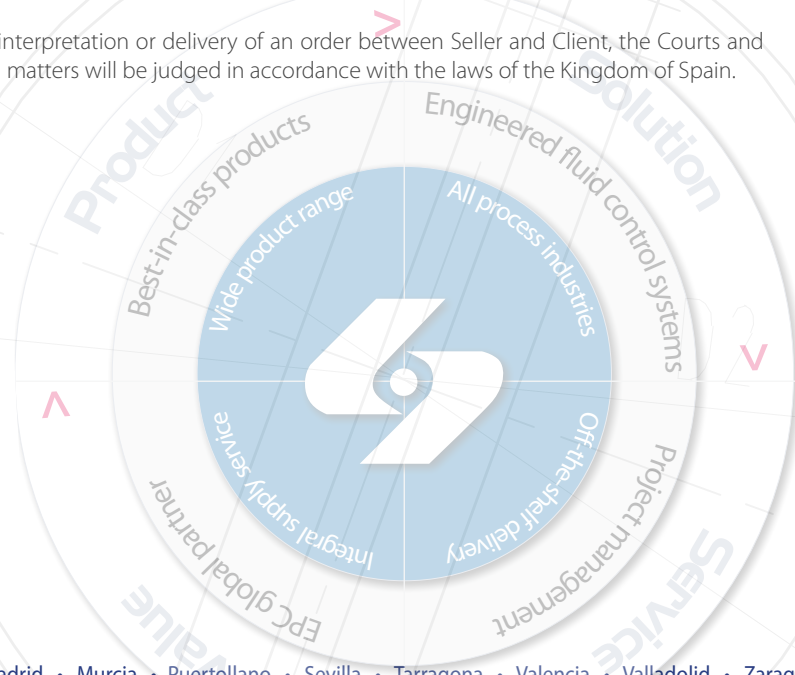 interpretation or delivery of an order between Seller and Client, the Courts and
matters will be judged in accordance with the laws of the Kingdom of Spain.
Product
Solution
Best-in-class products
Engineered fluid control systems
Wide product range
All process industries
Integral supply service
Off-the-shelf delivery
EPC global partner
Project management
Value
Service
Murcia • Puertollano • Sevilla • Tarragona • Valencia • Valladolid •